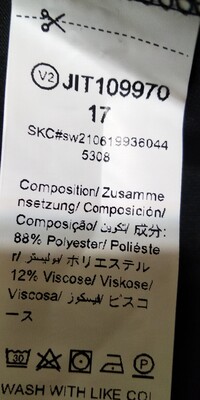 V2 JIT109970
17
SKC#sw210619936044
5308
Composition/ Zusamme
nsetzung/ Composición/
Composição/ تكوين/ 成分:
88% Polyester/ Poliéste
r/ بوليستر/ ポリエステル
12% Viscose/ Viskose/
Viscosa/ فيسكوز/ ビスコ
ース
30
P
WASH WITH LIKE COL